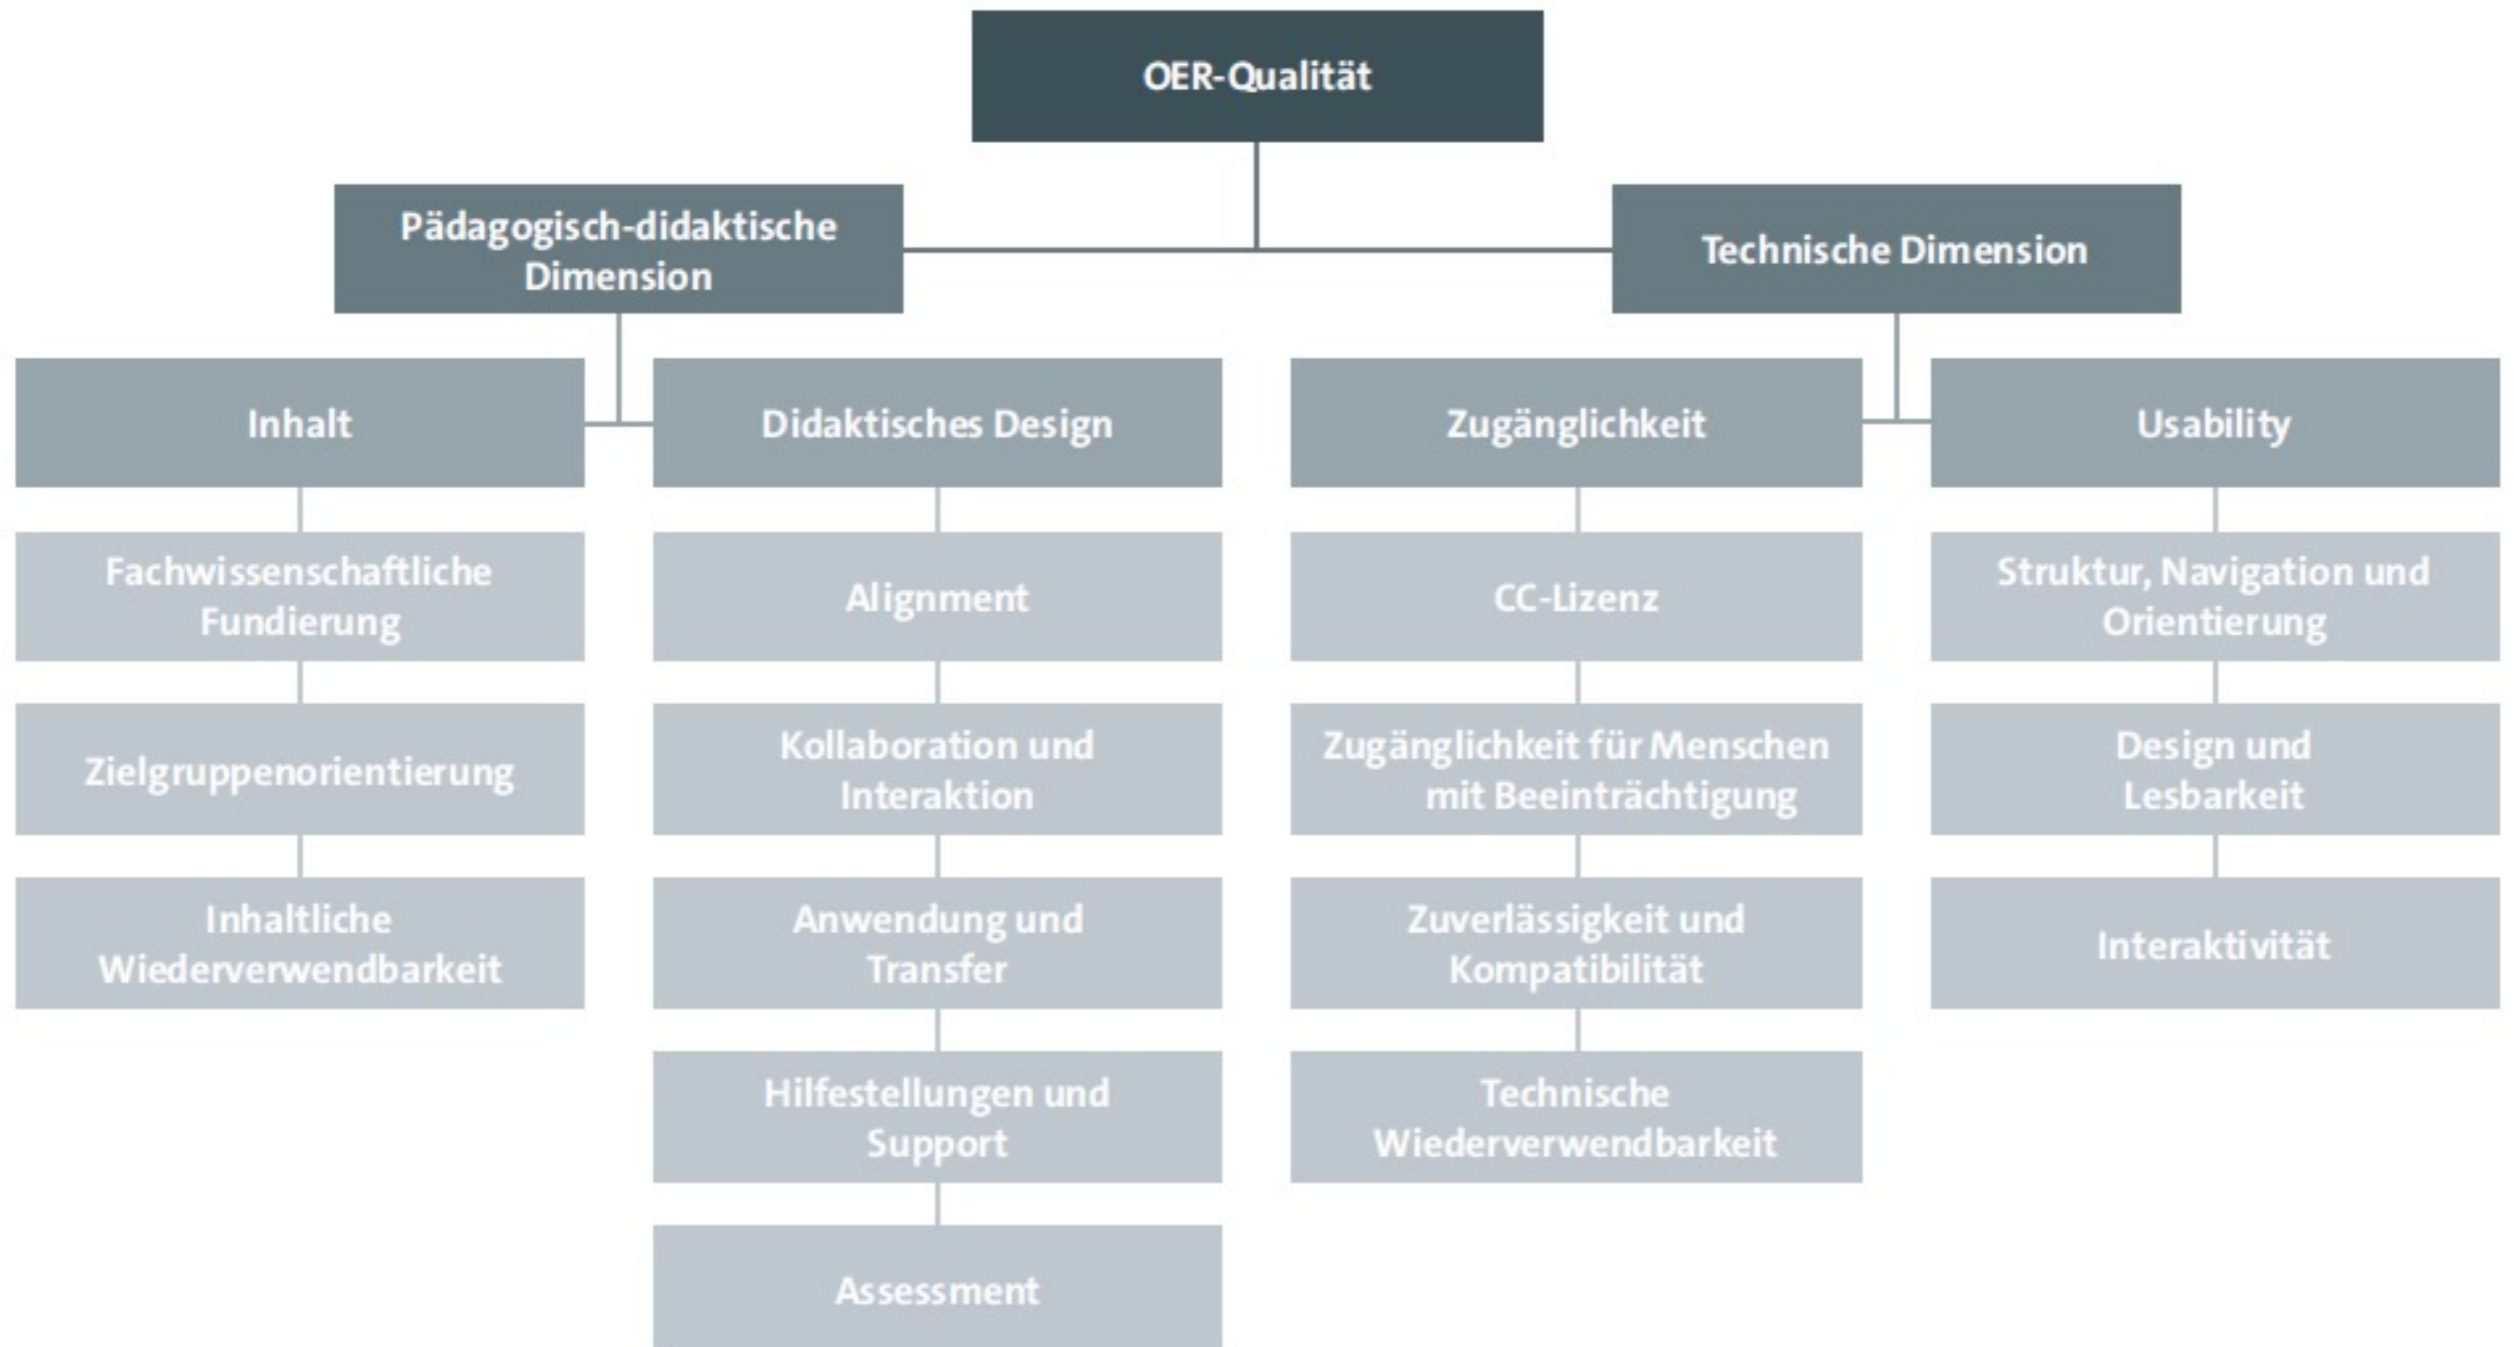 OER-Qualität
Pädagogisch-didaktische
Dimension
Technische Dimension
Inhalt
Didaktisches Design
Zugänglichkeit
Usability
Fachwissenschaftliche
Fundierung
Alignment
CC-Lizenz
Struktur, Navigation und
Orientierung
Zielgruppenorientierung
Kollaboration und
Interaktion
Zugänglichkeit für Menschen
mit Beeinträchtigung
Design und
Lesbarkeit
Inhaltliche
Wiederverwendbarkeit
Anwendung und
Transfer
Zuverlässigkeit und
Kompatibilität
Interaktivität
Hilfestellungen und
Support
Technische
Wiederverwendbarkeit
Assessment